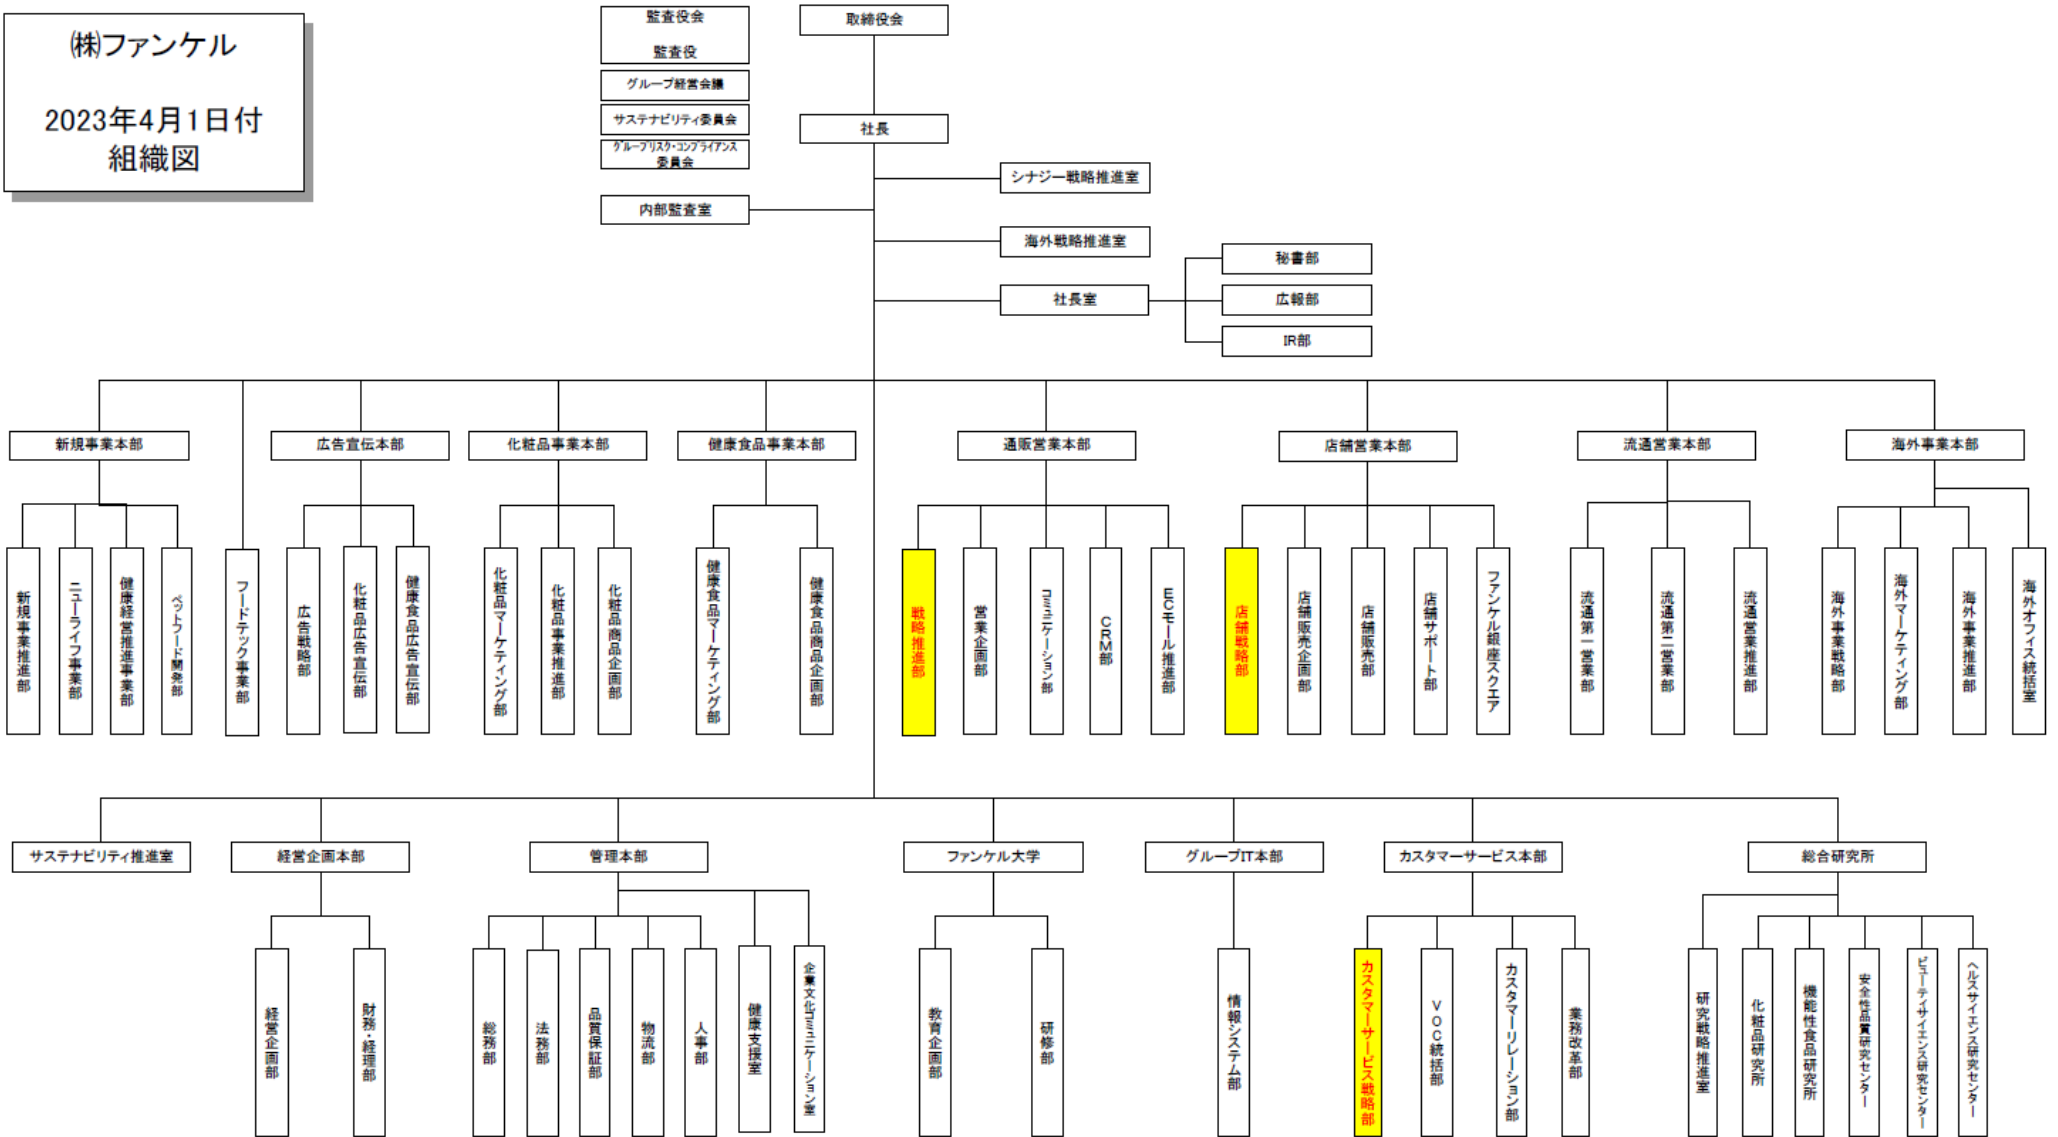 ㈱ファンケル
2023年4月1日付
組織図
監査役会
監査役
グループ経営会議
サステナビリティ委員会
グループリスク・コンプライアンス
委員会
内部監査室
取締役会
社長
シナジー戦略推進室
海外戦略推進室
社長室
秘書部
広報部
IR部
新規事業本部
広告宣伝本部
化粧品事業本部
健康食品事業本部
通販営業本部
店舗営業本部
流通営業本部
海外事業本部
新規事業推進部
ニューライフ事業部
健康経営推進事業部
ペットフード開発部
フードテック事業部
広告戦略部
化粧品広告宣伝部
健康食品広告宣伝部
化粧品マーケティング部
化粧品事業推進部
化粧品商品企画部
健康食品マーケティング部
健康食品商品企画部
戦略推進部
営業企画部
コミュニケーション部
CRM部
ECモール推進部
店舗戦略部
店舗販売企画部
店舗販売部
店舗サポート部
ファンケル銀座スクエア
流通第一営業部
流通第二営業部
流通営業推進部
海外事業戦略部
海外マーケティング部
海外事業推進部
海外オフィス統括室
サステナビリティ推進室
経営企画本部
管理本部
ファンケル大学
グループIT本部
カスタマーサービス本部
総合研究所
経営企画部
財務・経理部
総務部
法務部
品質保証部
物流部
人事部
健康支援室
企業文化コミュニケーション室
教育企画部
研修部
情報システム部
カスタマーサービス戦略部
VOC統括部
カスタマーリレーション部
業務改革部
研究戦略推進室
化粧品研究所
機能性食品研究所
安全性品質研究センター
ビューティサイエンス研究センター
ヘルスサイエンス研究センター